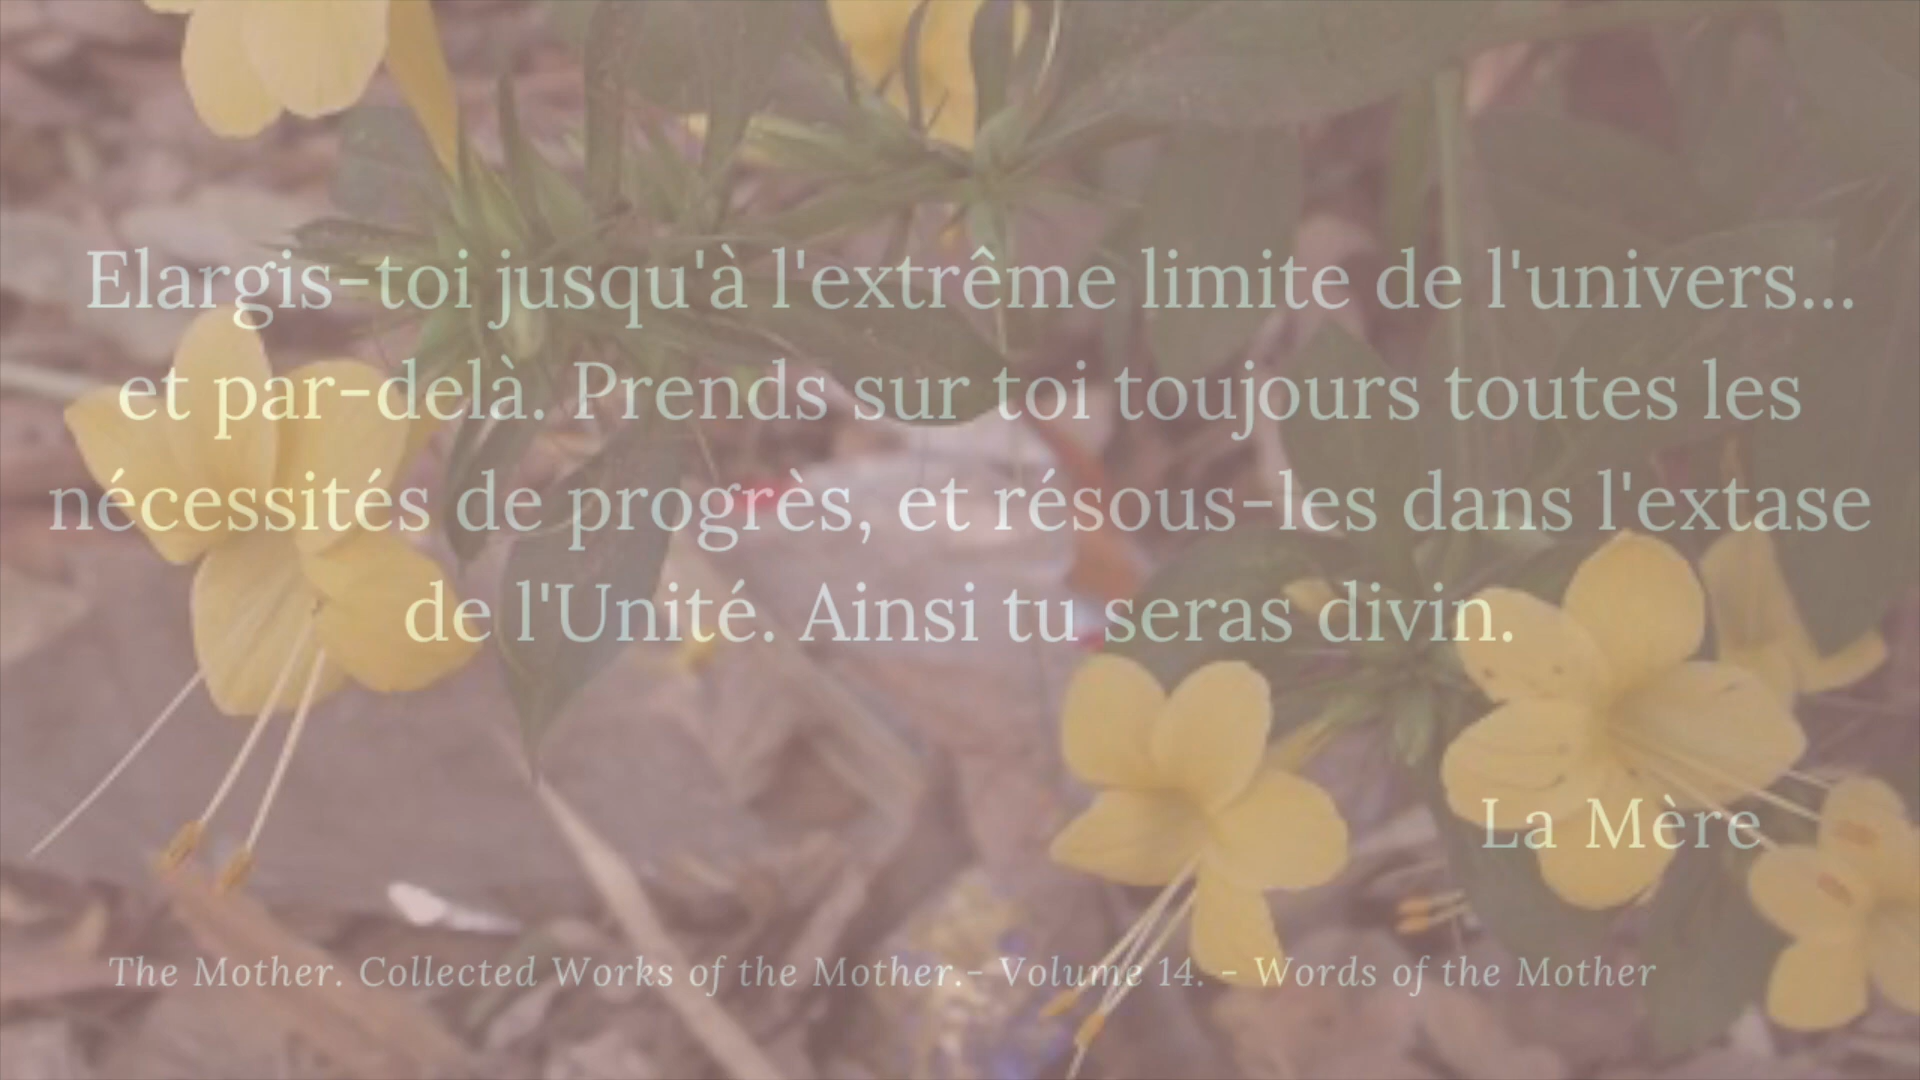 Elargis-toi jusqu'à l'extrême limite de l'univers...
et par-delà. Prends sur toi toujours toutes les
nécessités de progrès, et résous-les dans l'extase
de l'Unité. Ainsi tu seras divin.
La Mère
The Mother. Collected Works of the Mother.- Volume 14. - Words of the Mother